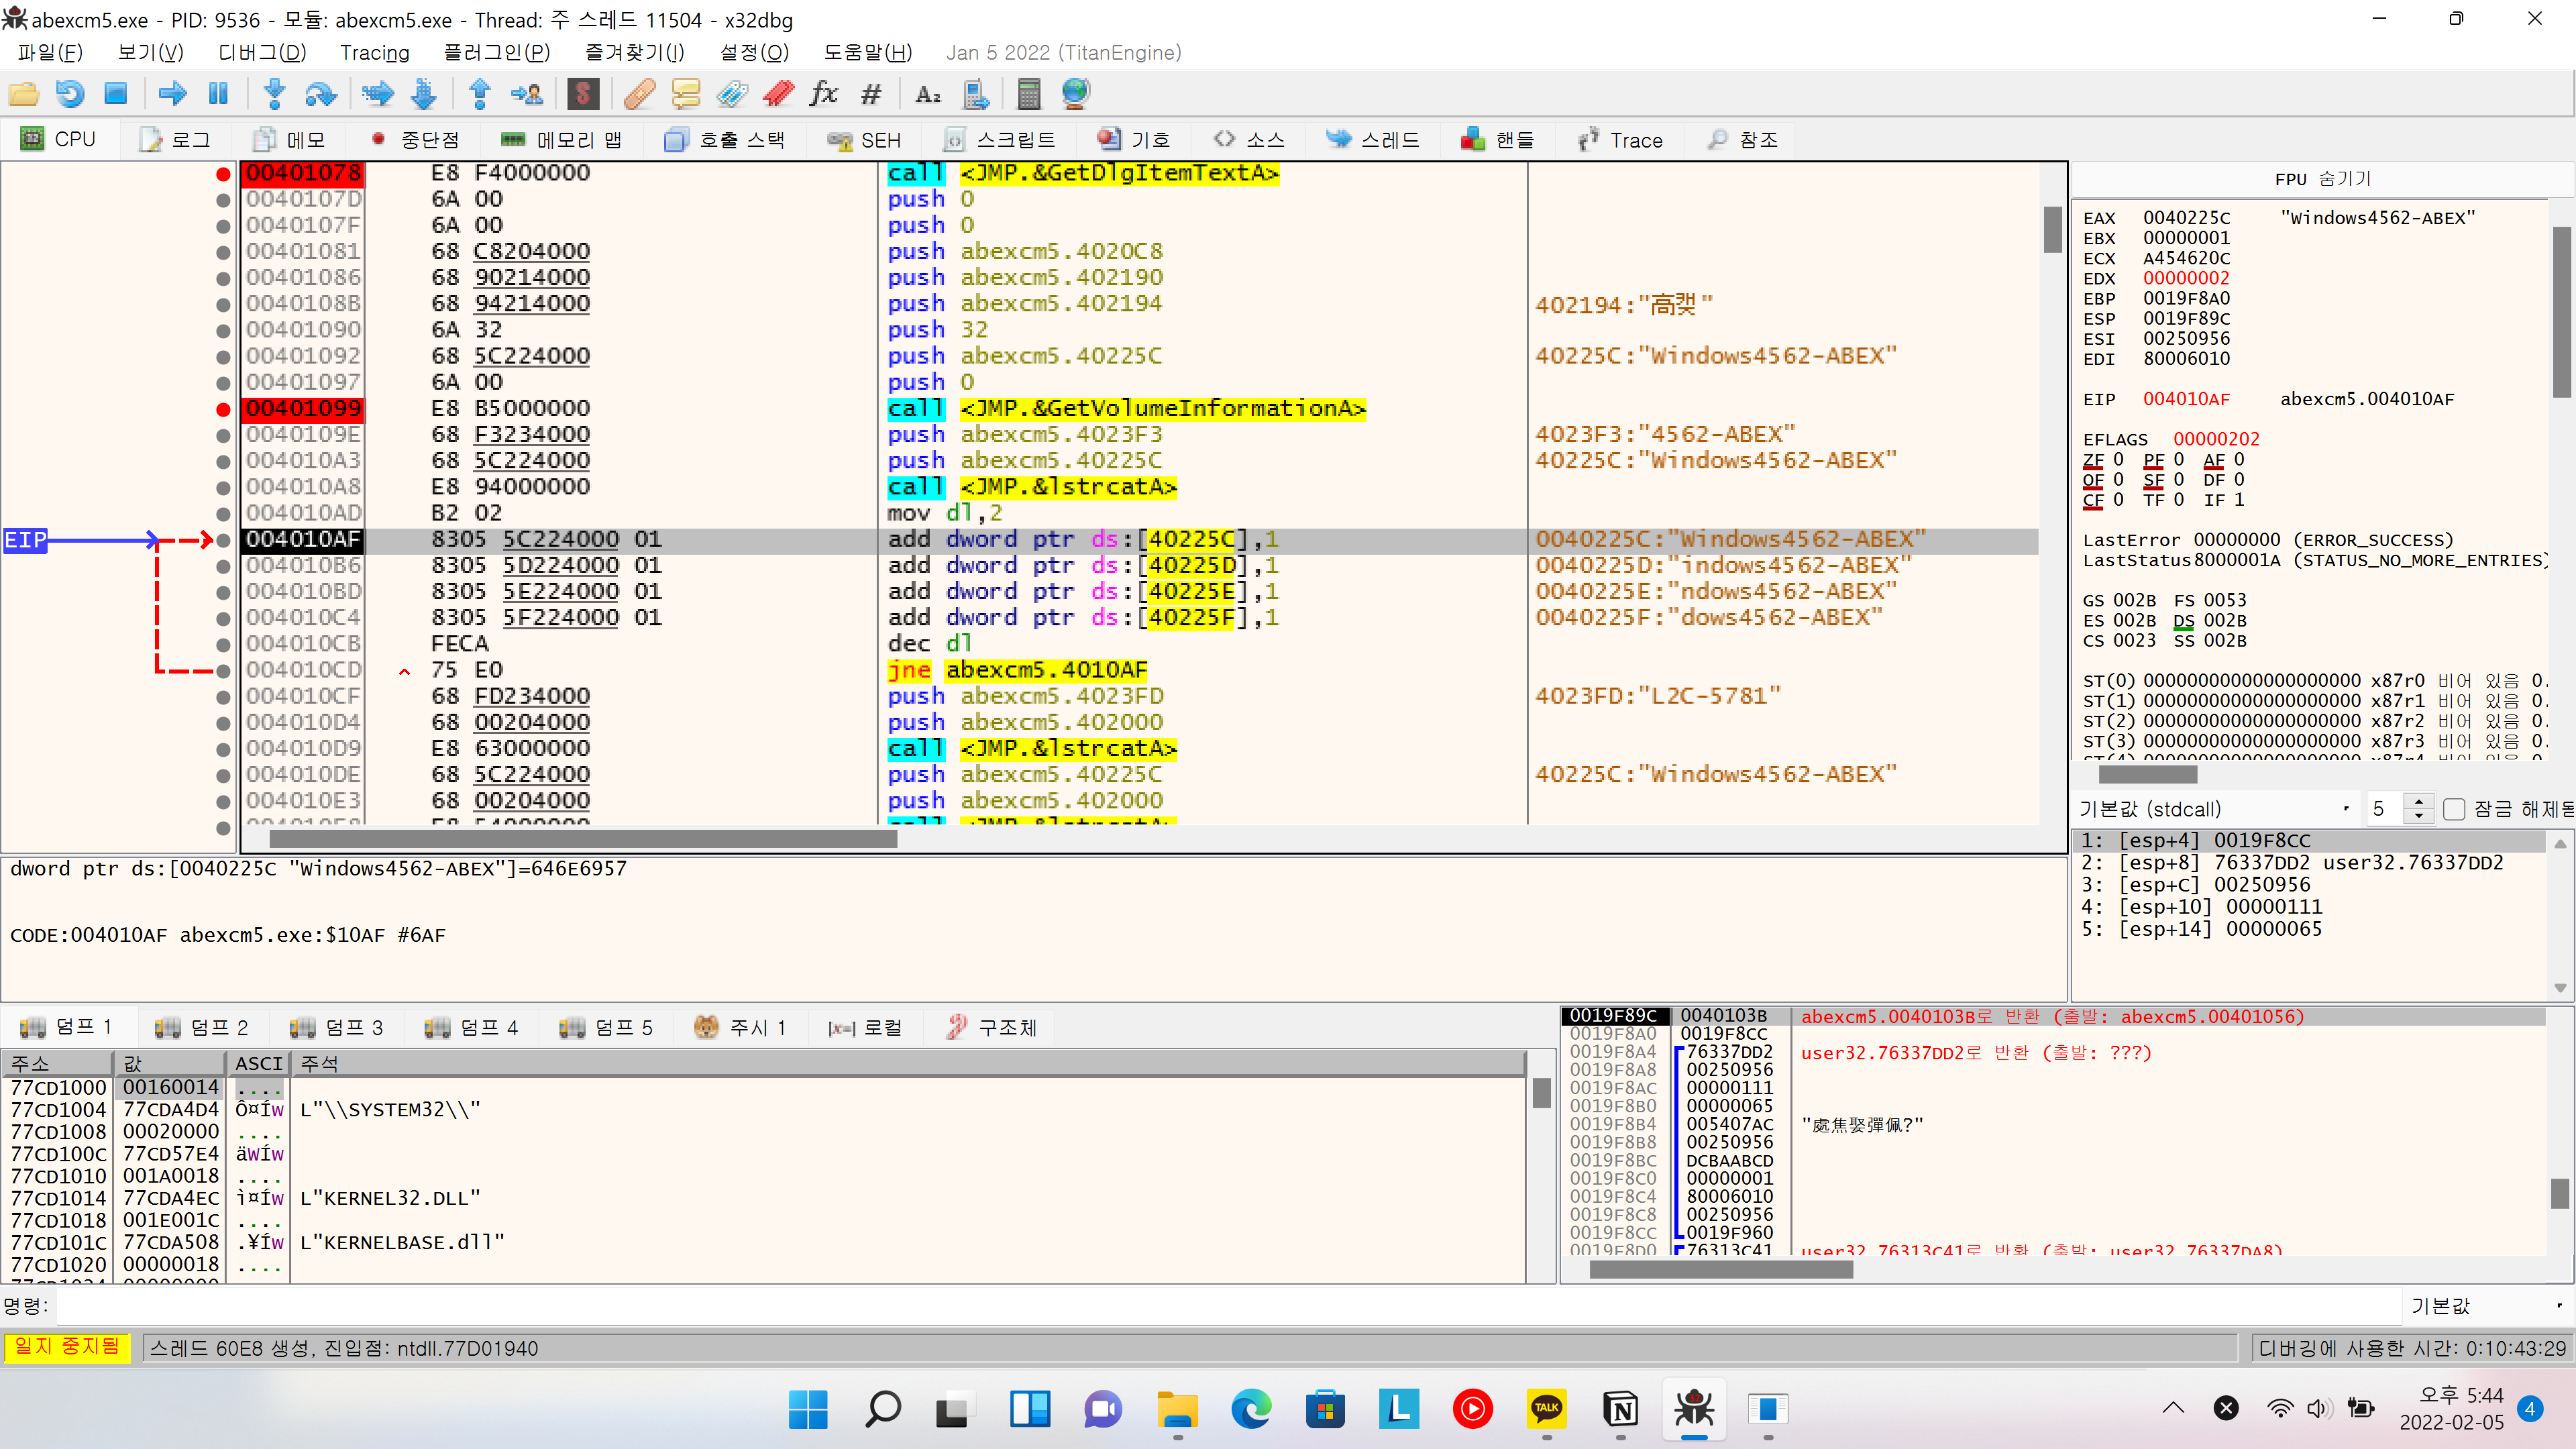 abexcm5.exe - PID: 9536 - 모듈: abexcm5.exe - Thread: 주 스레드 11504 - x32dbg
파일(F) 보기(V) 디버그(D) Tracing 플러그인(P) 즐겨찾기(I) 설정(O) 도움말(H) Jan 5 2022 (TitanEngine)
CPU 로그 메모 중단점 메모리 맵 호출 스택 SEH 스크립트 기호 소스 스레드 핸들 Trace 참조
00401078 E8 F4000000 call <JMP.&GetDlgItemTextA>
0040107D 6A 00 push 0
0040107F 6A 00 push 0
00401081 68 C8204000 push abexcm5.4020C8
00401086 68 90214000 push abexcm5.402190
0040108B 68 94214000 push abexcm5.402194
00401090 6A 32 push 32
00401092 68 5C224000 push abexcm5.40225C 40225C:"Windows4562-ABEX"
00401097 6A 00 push 0
00401099 E8 B5000000 call <JMP.&GetVolumeInformationA>
0040109E 68 F3234000 push abexcm5.4023F3 4023F3:"4562-ABEX"
004010A3 68 5C224000 push abexcm5.40225C 40225C:"Windows4562-ABEX"
004010A8 E8 94000000 call <JMP.&lstrcatA>
004010AD B2 02 mov dl,2
EIP 004010AF 8305 5C224000 01 add dword ptr ds:[40225C],1 0040225C:"Windows4562-ABEX"
004010B6 8305 5D224000 01 add dword ptr ds:[40225D],1 0040225D:"indows4562-ABEX"
004010BD 8305 5E224000 01 add dword ptr ds:[40225E],1 0040225E:"ndows4562-ABEX"
004010C4 8305 5F224000 01 add dword ptr ds:[40225F],1 0040225F:"dows4562-ABEX"
004010CB FECA dec dl
004010CD ^ 75 E0 jne abexcm5.4010AF
004010CF 68 FD234000 push abexcm5.4023FD 4023FD:"L2C-5781"
004010D4 68 00204000 push abexcm5.402000
004010D9 E8 63000000 call <JMP.&lstrcatA>
004010DE 68 5C224000 push abexcm5.40225C 40225C:"Windows4562-ABEX"
004010E3 68 00204000 push abexcm5.402000
FPU 숨기기
EAX 0040225C "Windows4562-ABEX"
EBX 00000001
ECX A454620C
EDX 00000002
EBP 0019F8A0
ESP 0019F89C
ESI 00250956
EDI 80006010
EIP 004010AF abexcm5.004010AF
EFLAGS 00000202
ZF 0 PF 0 AF 0
OF 0 SF 0 DF 0
CF 0 TF 0 IF 1
LastError 00000000 (ERROR_SUCCESS)
LastStatus 8000001A (STATUS_NO_MORE_ENTRIES)
GS 002B FS 0053
ES 002B DS 002B
CS 0023 SS 002B
ST(0) 00000000000000000000 x87r0 비어 있음 0.
ST(1) 00000000000000000000 x87r1 비어 있음 0.
ST(2) 00000000000000000000 x87r2 비어 있음 0.
ST(3) 00000000000000000000 x87r3 비어 있음 0.
기본값 (stdcall) 5 잠금 해제됨
1: [esp+4] 0019F8CC
2: [esp+8] 76337DD2 user32.76337DD2
3: [esp+C] 00250956
4: [esp+10] 00000111
5: [esp+14] 00000065
dword ptr ds:[0040225C "Windows4562-ABEX"]=646E6957
CODE:004010AF abexcm5.exe:$10AF #6AF
덤프 1 덤프 2 덤프 3 덤프 4 덤프 5 주시 1 로컬 구조체
주소 값 ASCI 주석
77CD1000 00160014 ....
77CD1004 77CDA4D4 Ô¤Íw L"\\SYSTEM32\\"
77CD1008 00020000 ....
77CD100C 77CD57E4 äWÍw
77CD1010 001A0018 ....
77CD1014 77CDA4EC ì¤Íw L"KERNEL32.DLL"
77CD1018 001E001C ....
77CD101C 77CDA508 .¥Íw L"KERNELBASE.dll"
77CD1020 00000018 ....
0019F89C 0040103B abexcm5.0040103B로 반환 (출발: abexcm5.00401056)
0019F8A0 0019F8CC
0019F8A4 76337DD2 user32.76337DD2로 반환 (출발: ???)
0019F8A8 00250956
0019F8AC 00000111
0019F8B0 00000065
0019F8B4 005407AC "處焦娶彈佩?"
0019F8B8 00250956
0019F8BC DCBAABCD
0019F8C0 00000001
0019F8C4 80006010
0019F8C8 00250956
0019F8CC 0019F960
0019F8D0 76313C41 user32.76313C41로 반환 (출발: user32.76337DA8)
명령: 기본값
일지 중지됨 스레드 60E8 생성, 진입점: ntdll.77D01940 디버깅에 사용한 시간: 0:10:43:29
오후 5:44
2022-02-05
4